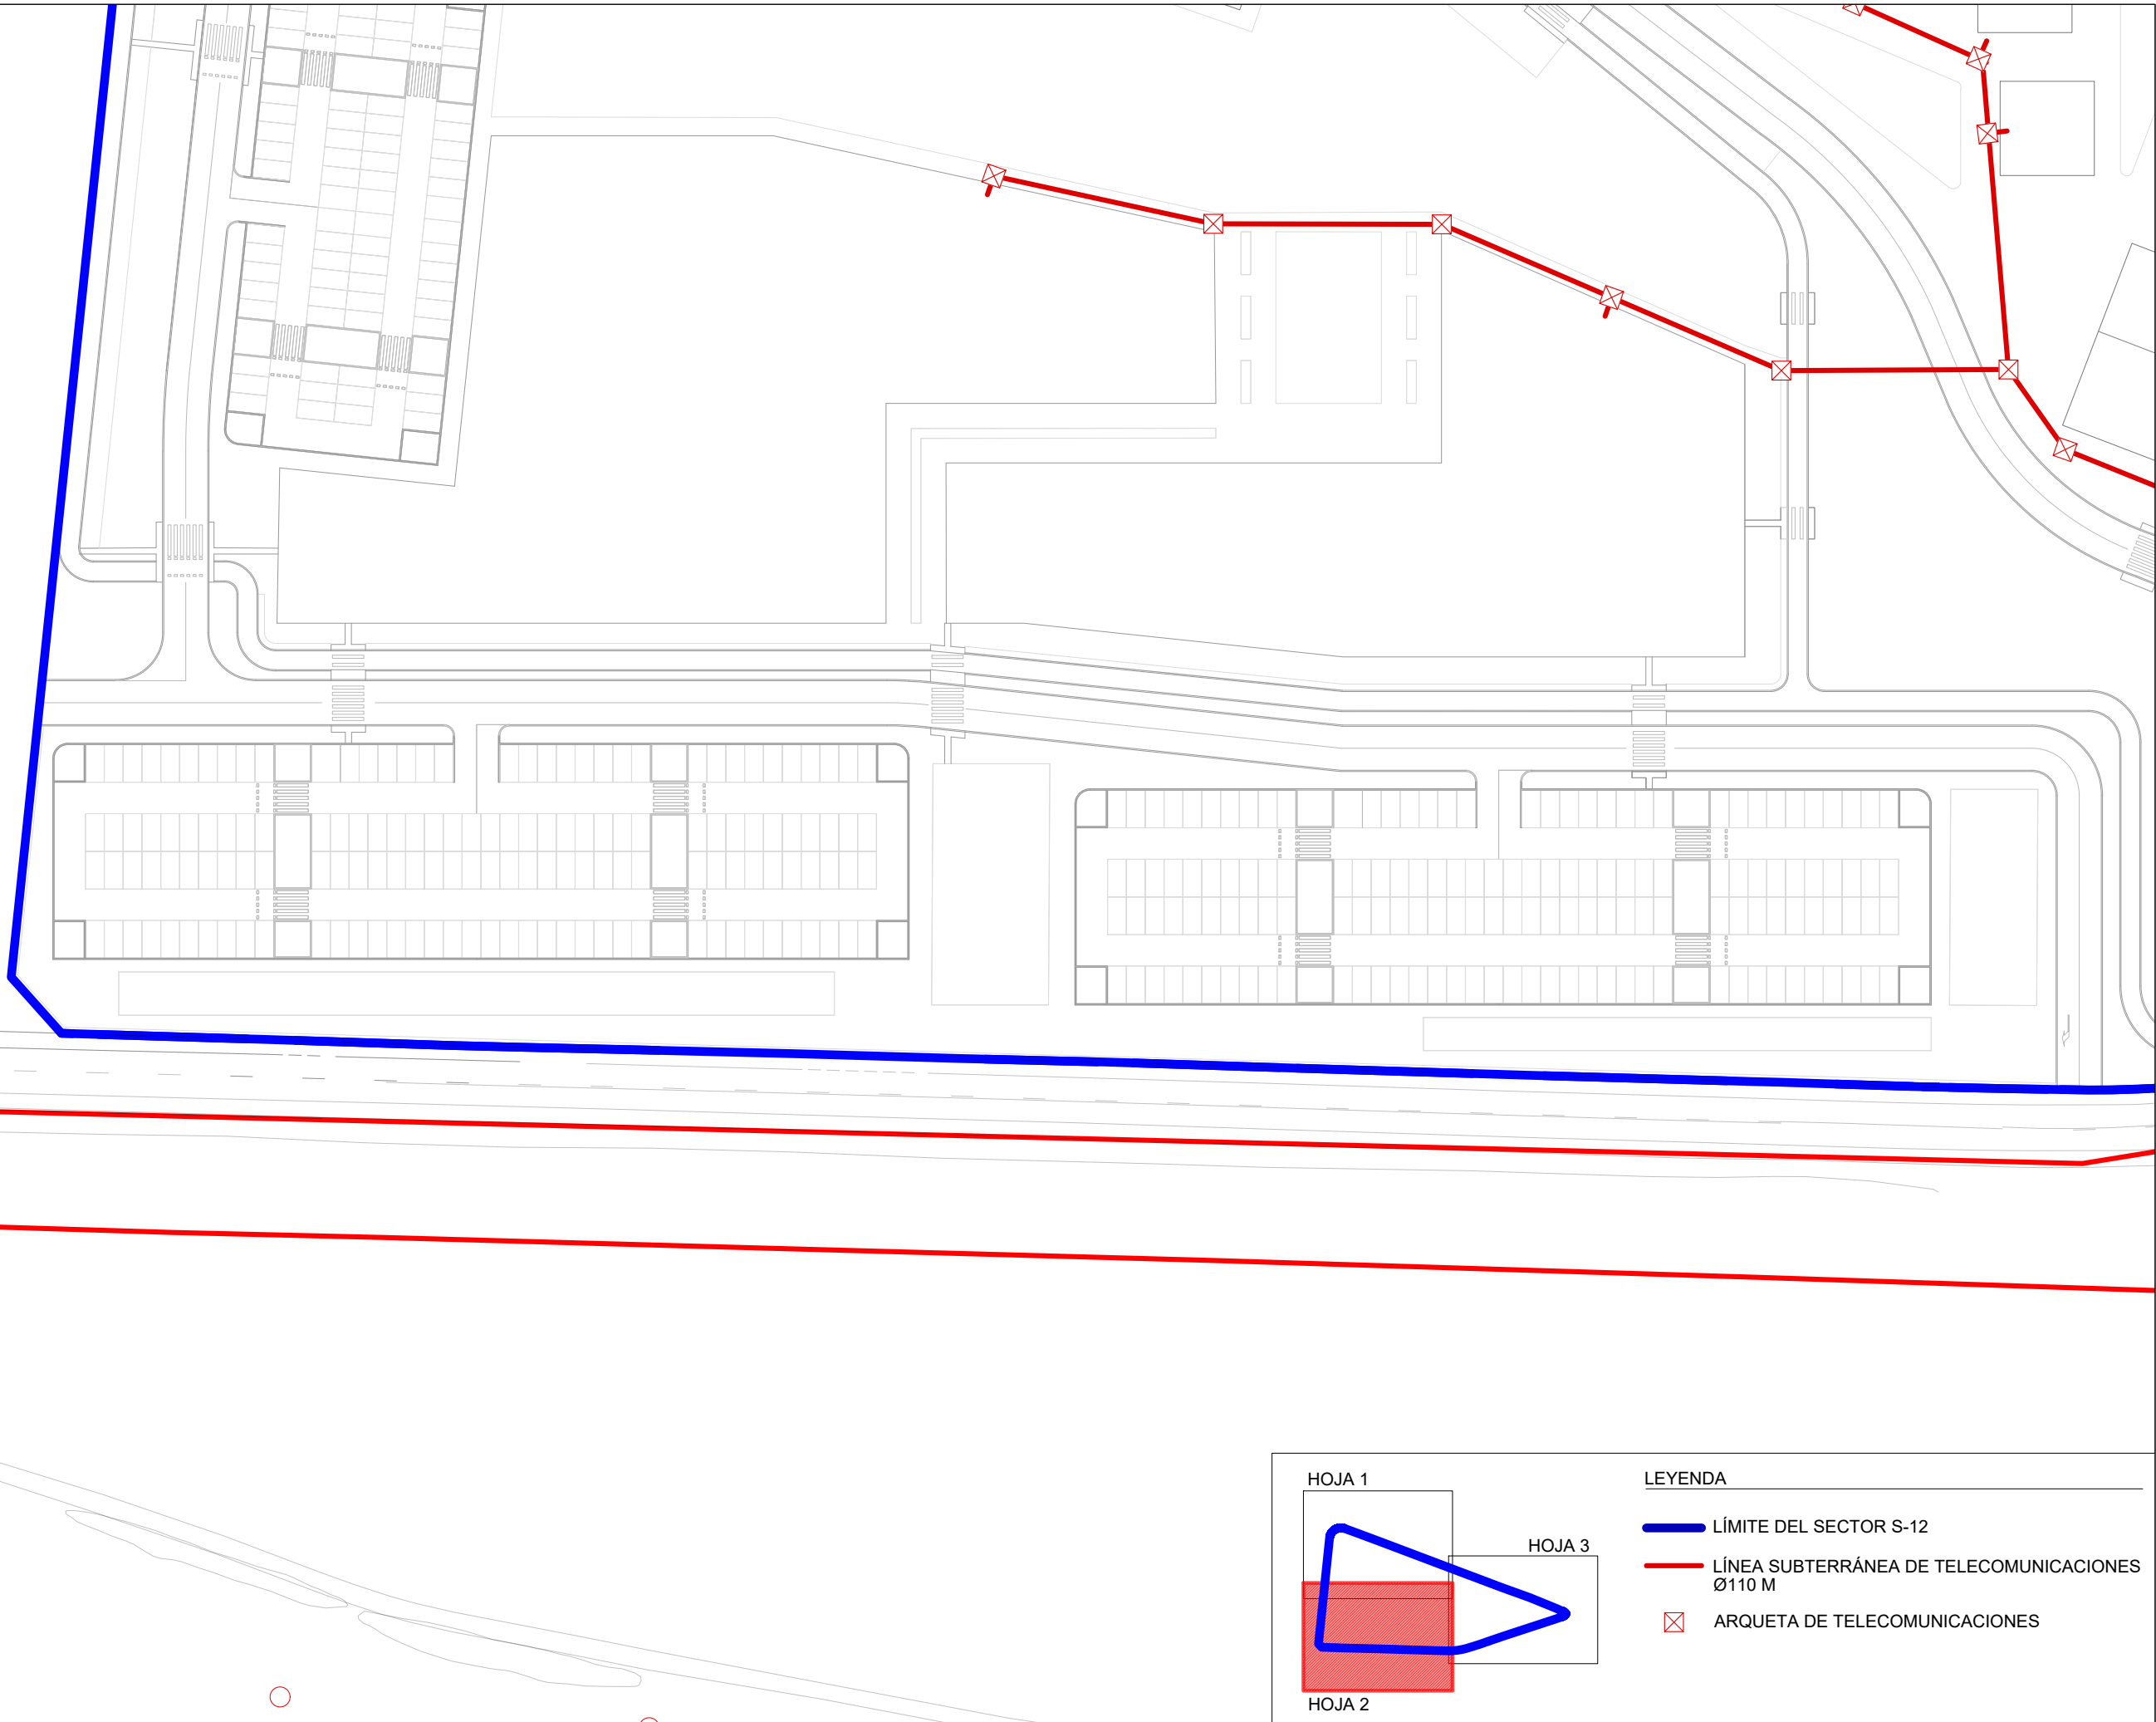 HOJA 1
HOJA 3
HOJA 2
LEYENDA
LÍMITE DEL SECTOR S-12
LÍNEA SUBTERRÁNEA DE TELECOMUNICACIONES
Ø110 M
ARQUETA DE TELECOMUNICACIONES